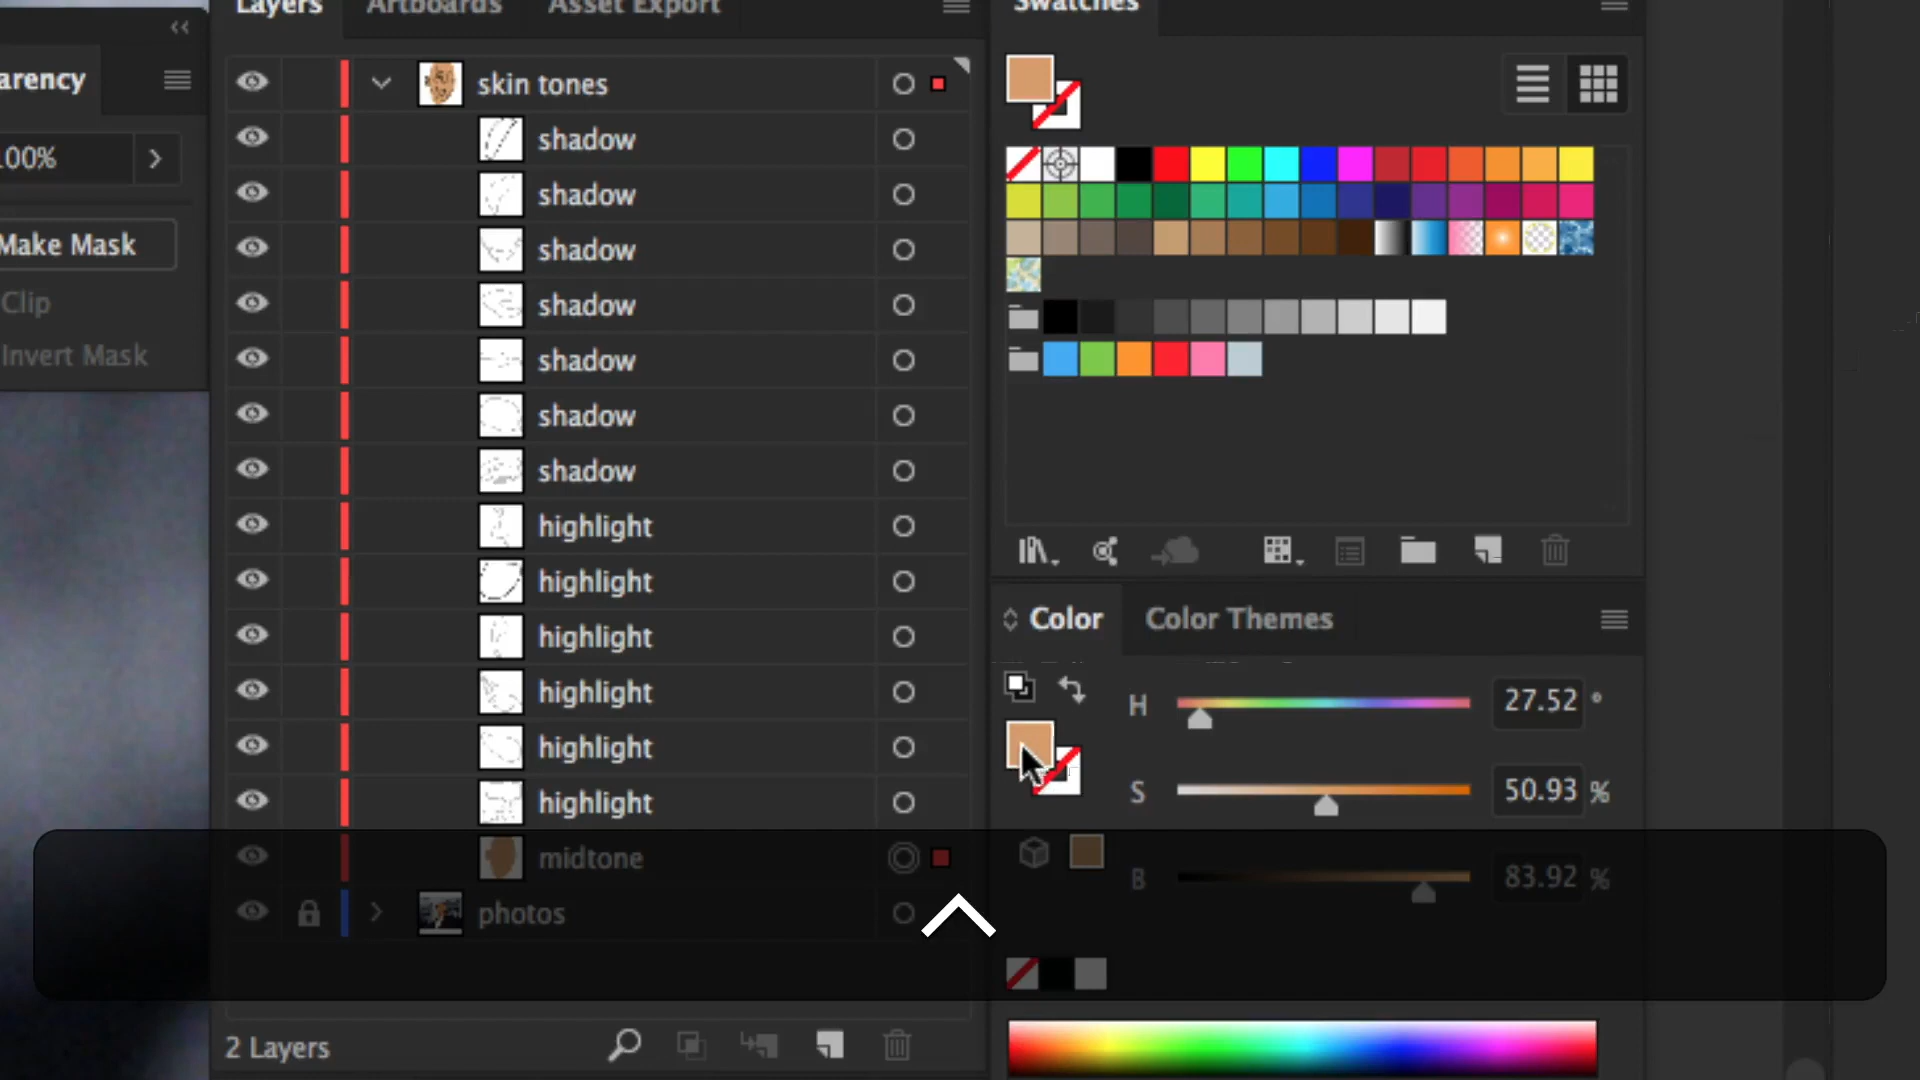 Layers Artboards Asset Export
Swatches
arency
skin tones
shadow
100%
shadow
Make Mask
shadow
Clip
shadow
Invert Mask
shadow
shadow
shadow
highlight
highlight
highlight
highlight
highlight
highlight
midtone
photos
2 Layers
Color Color Themes
H 27.52 °
S 50.93 %
B 83.92 %